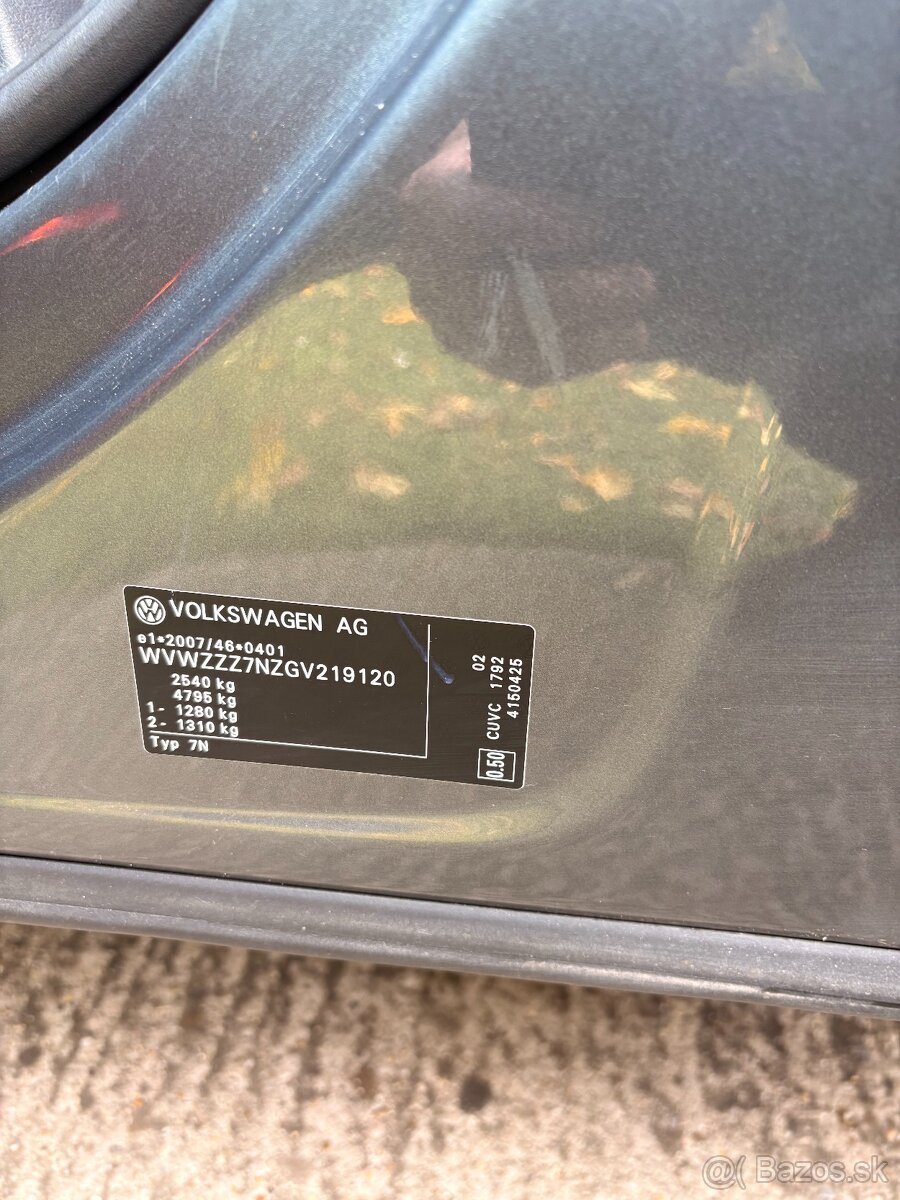 VOLKSWAGEN AG
e1*2007/46*0401
WVWZZZ7NZGV219120
2540 kg
4795 kg
1- 1280 kg
2- 1310 kg
Typ 7N
02
CUVC 1792
4150425
0.50
@( Bazos.sk